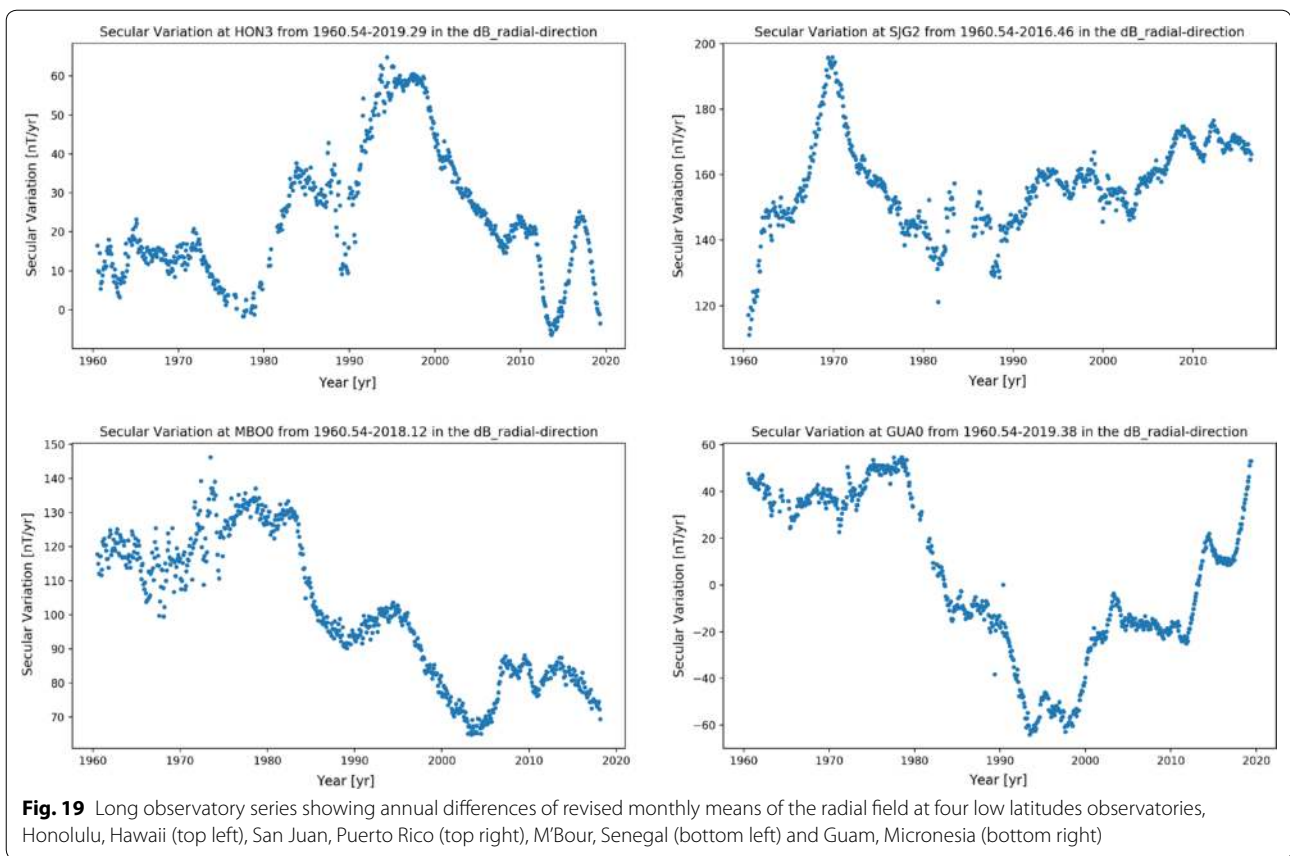 Secular Variation at HON3 from 1960.54-2019.29 in the dB_radial-direction
Secular Variation [nT/yr]
60
50
40
30
20
10
0
1960 1970 1980 1990 2000 2010 2020
Year [yr]
Secular Variation at SJG2 from 1960.54-2016.46 in the dB_radial-direction
Secular Variation [nT/yr]
200
180
160
140
120
1960 1970 1980 1990 2000 2010
Year [yr]
Secular Variation at MBO0 from 1960.54-2018.12 in the dB_radial-direction
Secular Variation [nT/yr]
150
140
130
120
110
100
90
80
70
1960 1970 1980 1990 2000 2010 2020
Year [yr]
Secular Variation at GUA0 from 1960.54-2019.38 in the dB_radial-direction
Secular Variation [nT/yr]
60
40
20
0
−20
−40
−60
1960 1970 1980 1990 2000 2010 2020
Year [yr]
Fig. 19 Long observatory series showing annual differences of revised monthly means of the radial field at four low latitudes observatories,
Honolulu, Hawaii (top left), San Juan, Puerto Rico (top right), M'Bour, Senegal (bottom left) and Guam, Micronesia (bottom right)